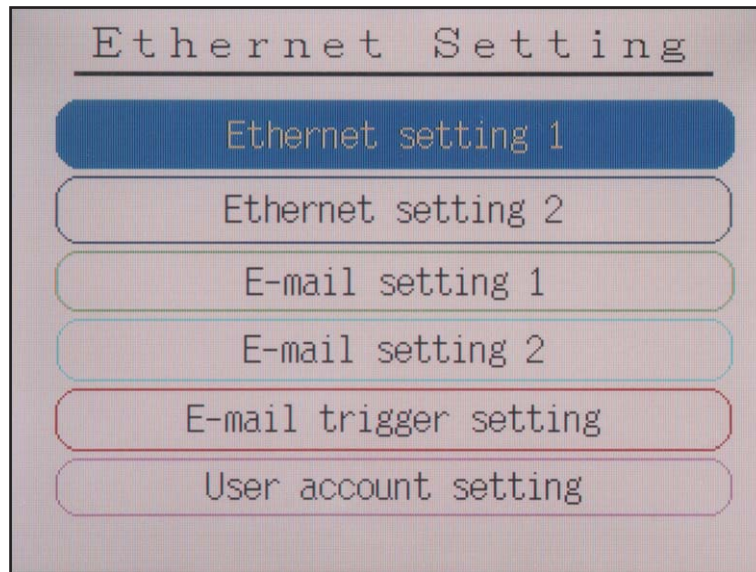 Ethernet Setting
Ethernet setting 1
Ethernet setting 2
E-mail setting 1
E-mail setting 2
E-mail trigger setting
User account setting